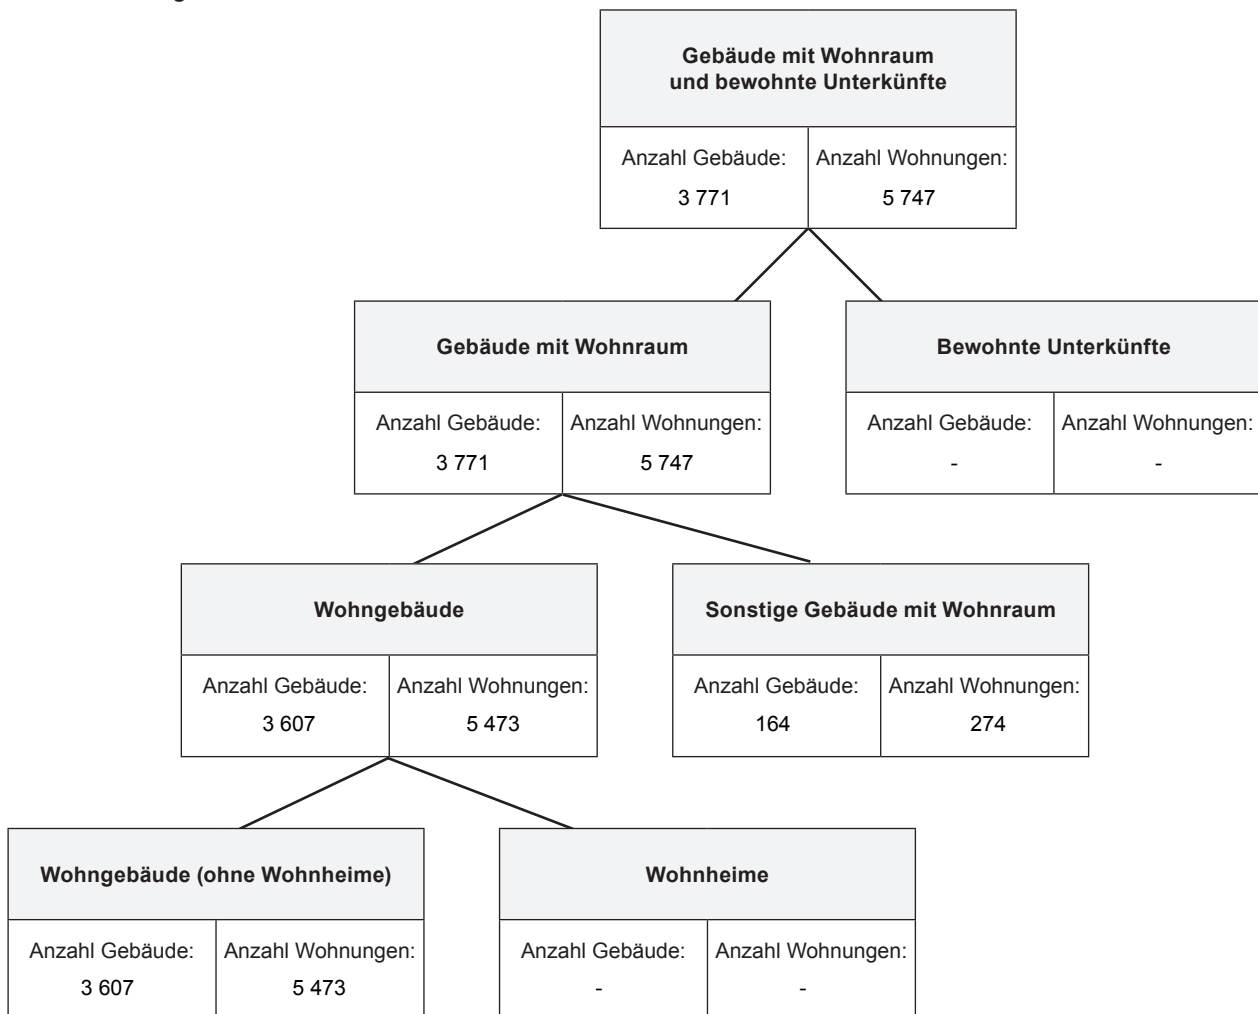 Gebäude mit Wohnraum
und bewohnte Unterkünfte
Anzahl Gebäude: Anzahl Wohnungen:
3 771 5 747
Gebäude mit Wohnraum
Anzahl Gebäude: Anzahl Wohnungen:
3 771 5 747
Bewohnte Unterkünfte
Anzahl Gebäude: Anzahl Wohnungen:
- -
Wohngebäude
Anzahl Gebäude: Anzahl Wohnungen:
3 607 5 473
Sonstige Gebäude mit Wohnraum
Anzahl Gebäude: Anzahl Wohnungen:
164 274
Wohngebäude (ohne Wohnheime)
Anzahl Gebäude: Anzahl Wohnungen:
3 607 5 473
Wohnheime
Anzahl Gebäude: Anzahl Wohnungen:
- -